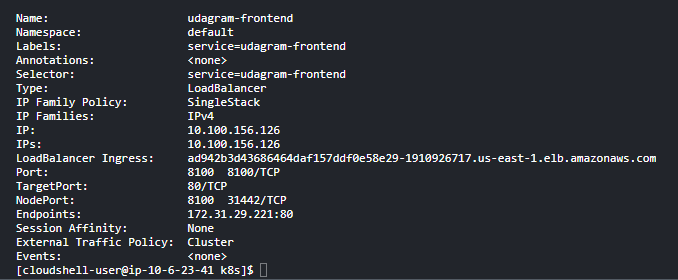 Name:                     udagram-frontend
Namespace:                default
Labels:                   service=udagram-frontend
Annotations:              <none>
Selector:                 service=udagram-frontend
Type:                     LoadBalancer
IP Family Policy:         SingleStack
IP Families:              IPv4
IP:                       10.100.156.126
IPs:                      10.100.156.126
LoadBalancer Ingress:     ad942b3d43686464daf157ddf0e58e29-1910926717.us-east-1.elb.amazonaws.com
Port:                     8100  8100/TCP
TargetPort:               80/TCP
NodePort:                 8100  31442/TCP
Endpoints:                172.31.29.221:80
Session Affinity:         None
External Traffic Policy:  Cluster
Events:                   <none>
[cloudshell-user@ip-10-6-23-41 k8s]$